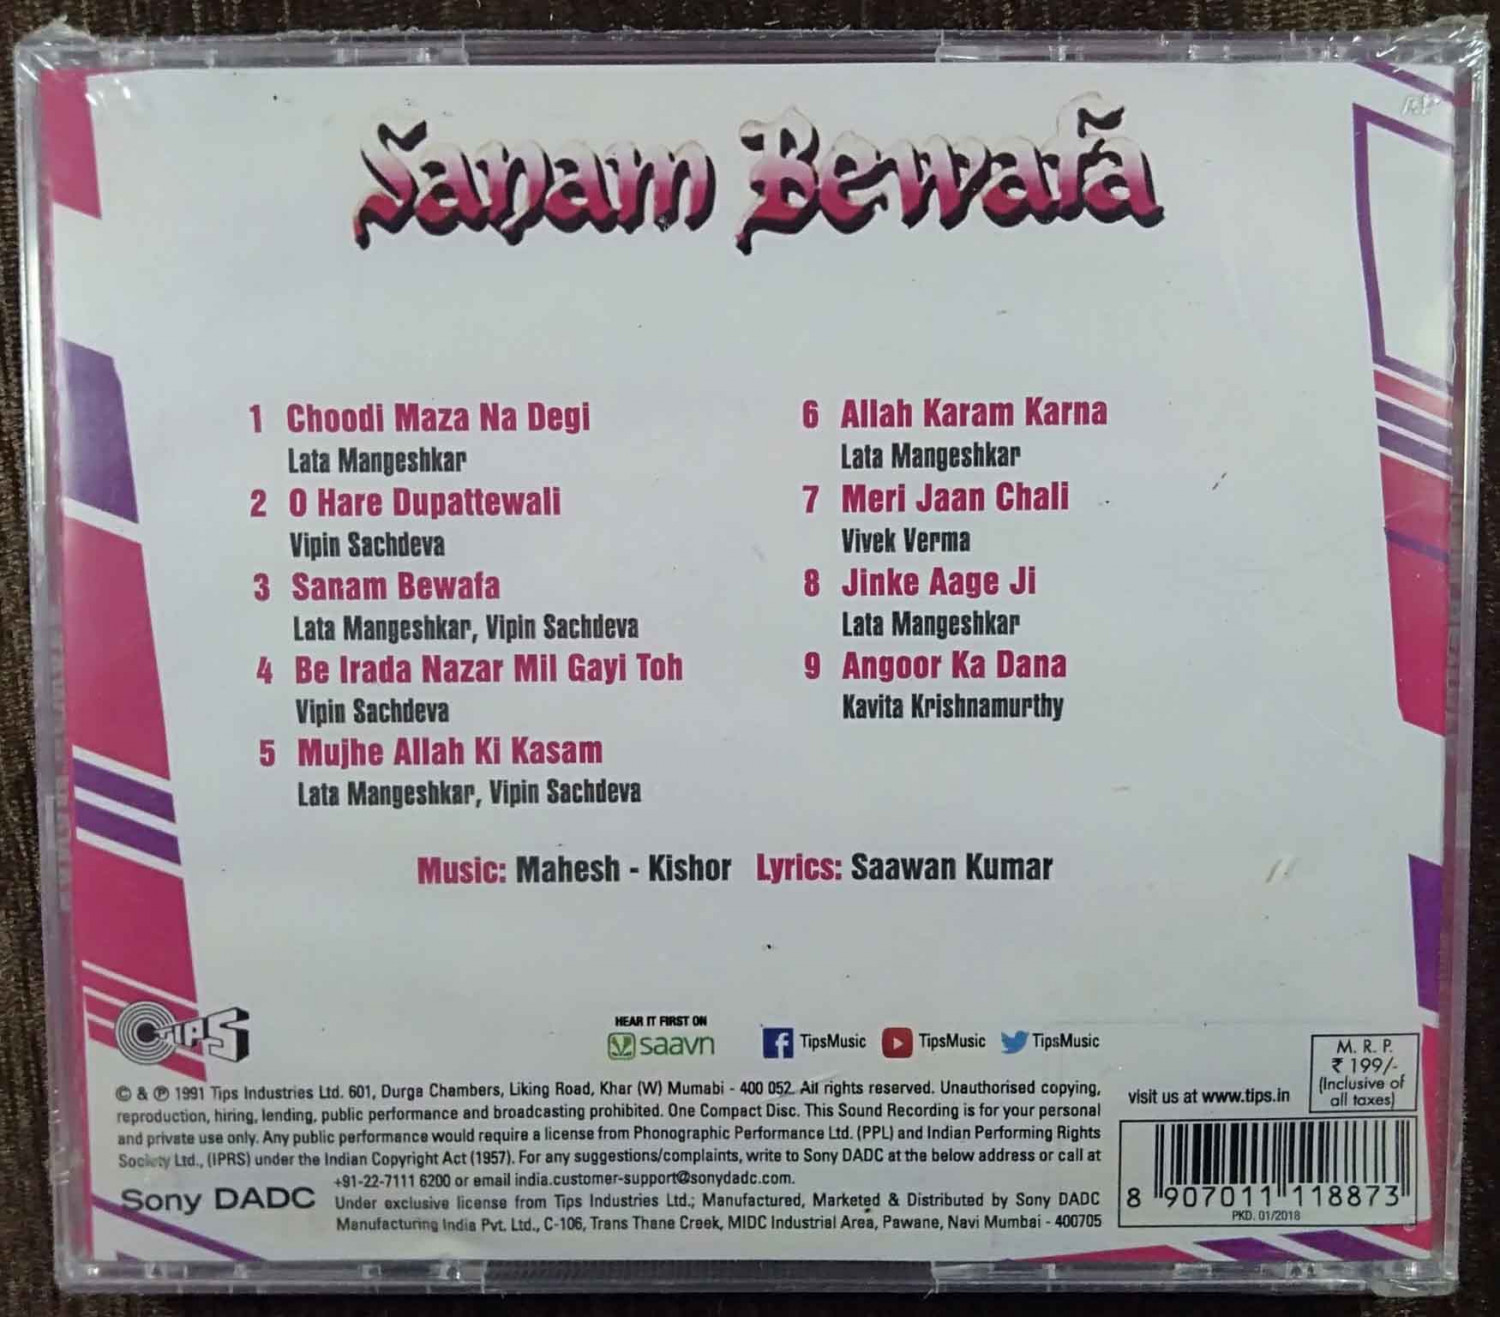 Sanam Bewafa
1 Choodi Maza Na Degi
Lata Mangeshkar
2 O Hare Dupattewali
Vipin Sachdeva
3 Sanam Bewafa
Lata Mangeshkar, Vipin Sachdeva
4 Be Irada Nazar Mil Gayi Toh
Vipin Sachdeva
5 Mujhe Allah Ki Kasam
Lata Mangeshkar, Vipin Sachdeva
6 Allah Karam Karna
Lata Mangeshkar
7 Meri Jaan Chali
Vivek Verma
8 Jinke Aage Ji
Lata Mangeshkar
9 Angoor Ka Dana
Kavita Krishnamurthy
Music: Mahesh - Kishor Lyrics: Saawan Kumar
TIPS
HEAR IT FIRST ON
saavn
TipsMusic TipsMusic TipsMusic
© & ℗ 1991 Tips Industries Ltd. 601, Durga Chambers, Liking Road, Khar (W) Mumabi - 400 052. All rights reserved. Unauthorised copying,
reproduction, hiring, lending, public performance and broadcasting prohibited. One Compact Disc. This Sound Recording is for your personal
and private use only. Any public performance would require a license from Phonographic Performance Ltd. (PPL) and Indian Performing Rights
Society Ltd., (IPRS) under the Indian Copyright Act (1957). For any suggestions/complaints, write to Sony DADC at the below address or call at
+91-22-7111 6200 or email india.customer-support@sonydadc.com.
Sony DADC
Under exclusive license from Tips Industries Ltd.; Manufactured, Marketed & Distributed by Sony DADC
Manufacturing India Pvt. Ltd., C-106, Trans Thane Creek, MIDC Industrial Area, Pawane, Navi Mumbai - 400705
visit us at www.tips.in
M. R. P.
₹ 199/-
(Inclusive of
all taxes)
8 907011 118873
PKD. 01/2018